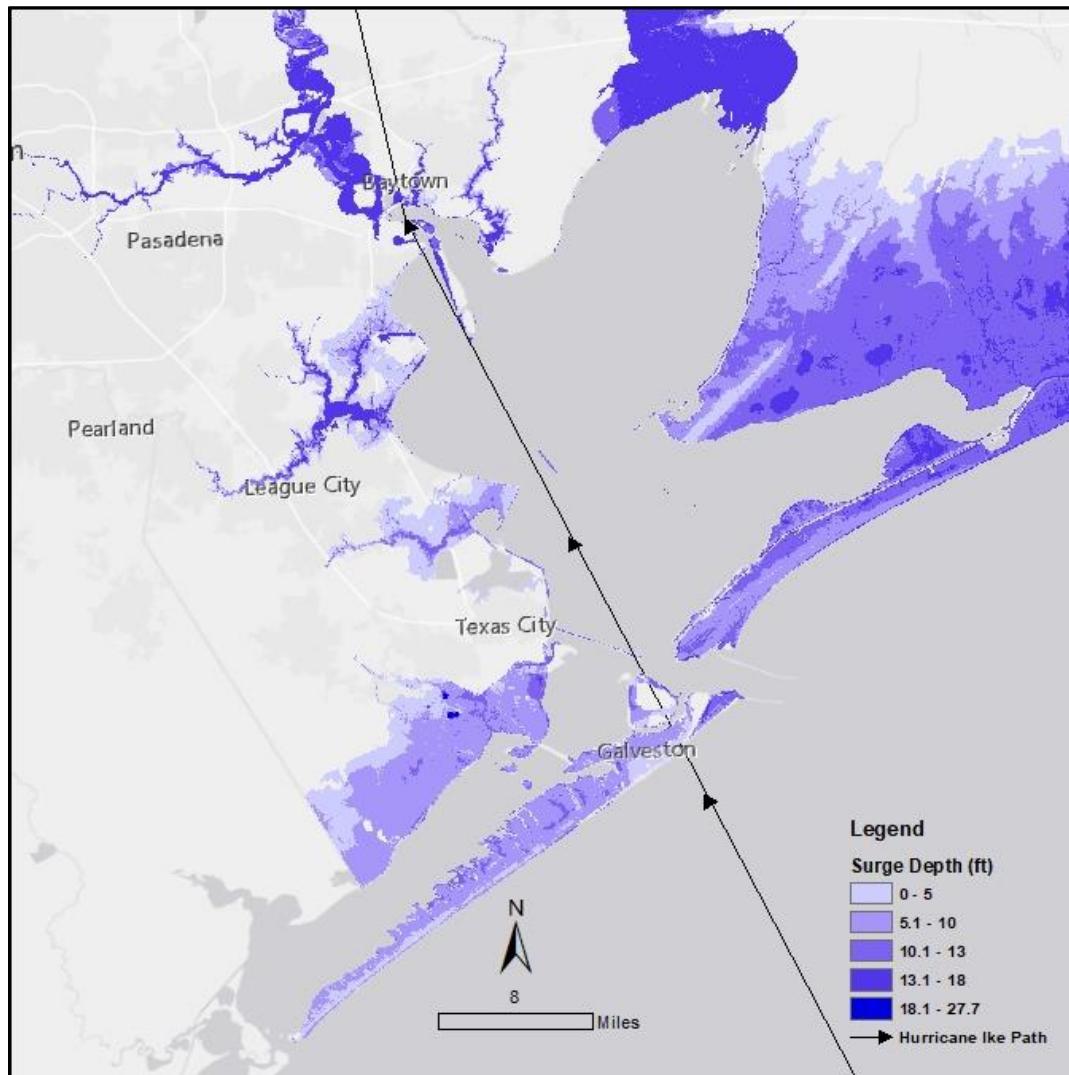 n
Baytown
Pasadena
Pearland
League City
Texas City
Galveston
N
8
Miles
Legend
Surge Depth (ft)
0 - 5
5.1 - 10
10.1 - 13
13.1 - 18
18.1 - 27.7
Hurricane Ike Path